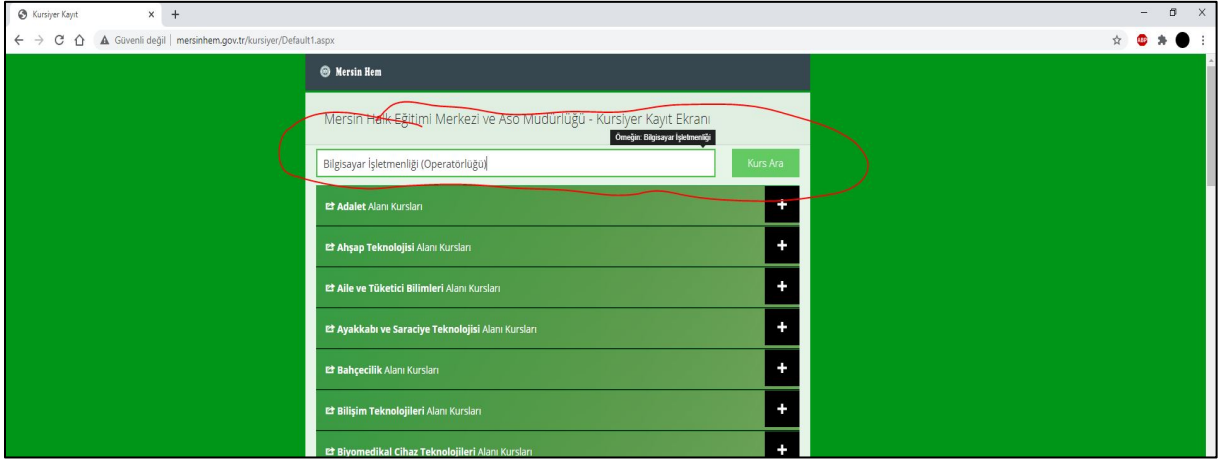 Kursiyer Kayıt
Güvenli değil | mersinhem.gov.tr/kursiyer/Default1.aspx
ABP
Mersin Hem
Mersin Halk Eğitimi Merkezi ve Aso Müdürlüğü - Kursiyer Kayıt Ekranı
Örneğin: Bilgisayar İşletmenliği
Bilgisayar İşletmenliği (Operatörlüğü)
Kurs Ara
Adalet Alanı Kursları
Ahşap Teknolojisi Alanı Kursları
Aile ve Tüketici Bilimleri Alanı Kursları
Ayakkabı ve Saraciye Teknolojisi Alanı Kursları
Bahçecilik Alanı Kursları
Bilişim Teknolojileri Alanı Kursları
Biyomedikal Cihaz Teknolojileri Alanı Kursları